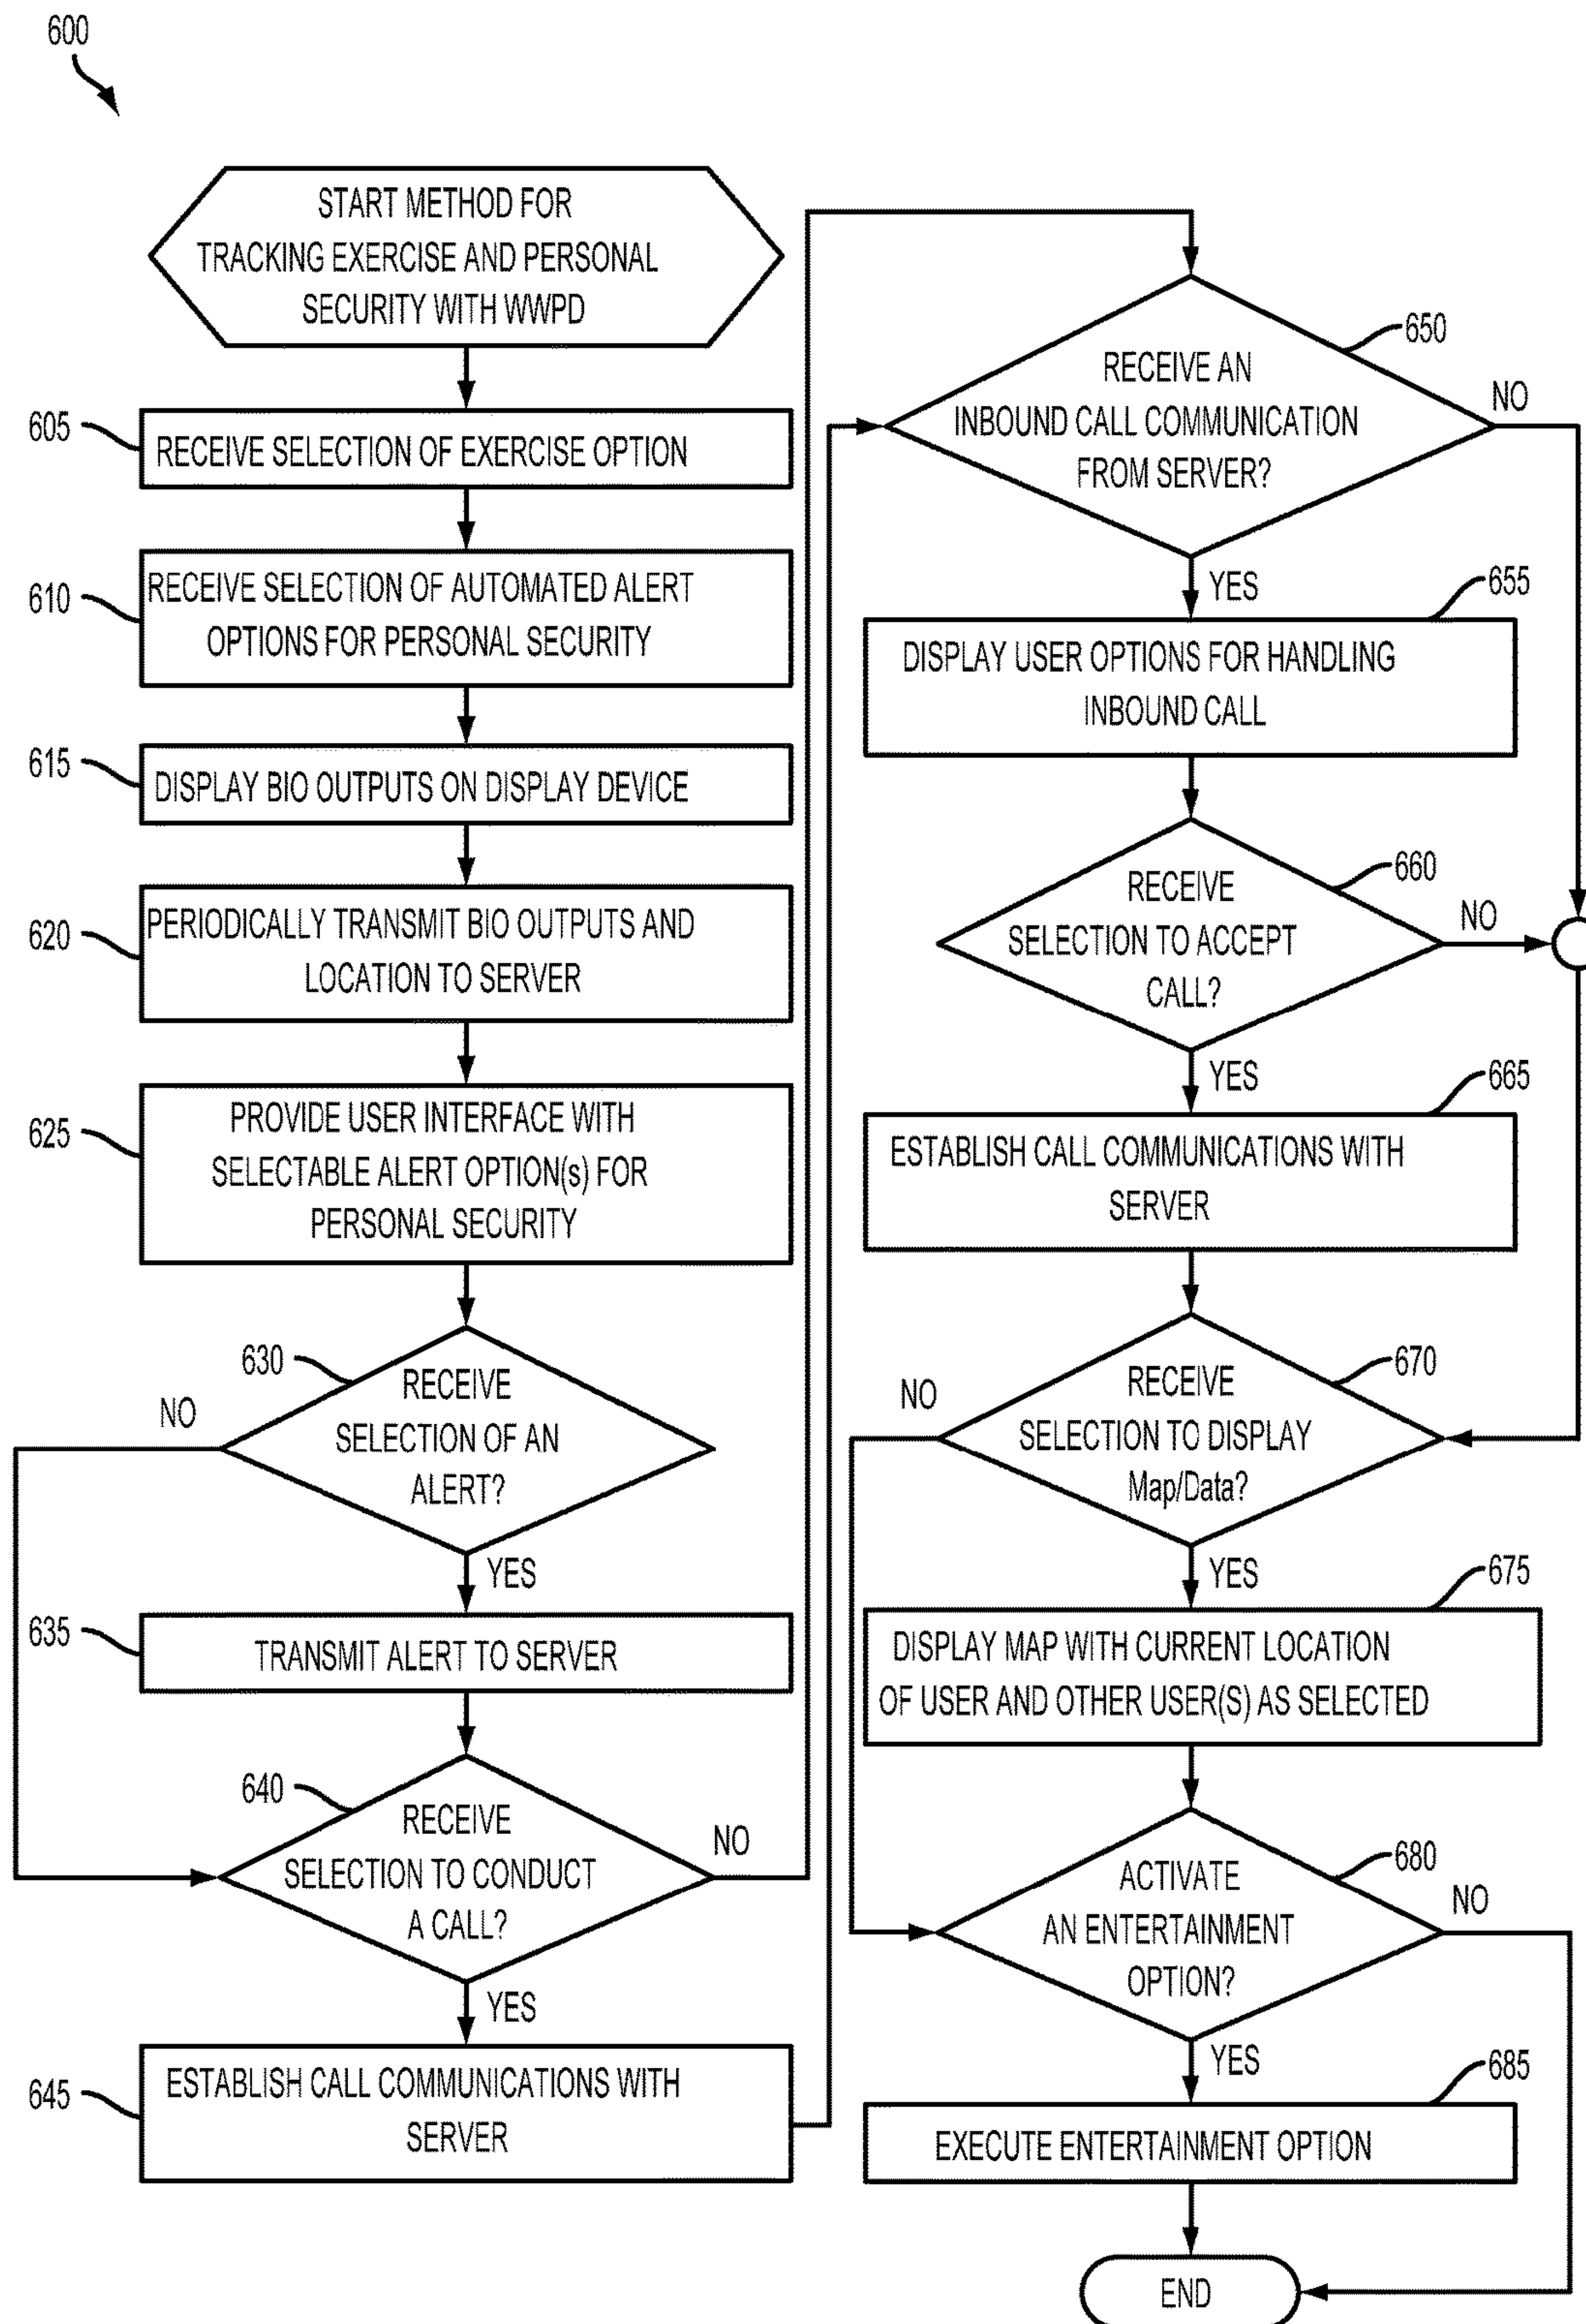 600
START METHOD FOR
TRACKING EXERCISE AND PERSONAL
SECURITY WITH WWPD
605
RECEIVE SELECTION OF EXERCISE OPTION
610
RECEIVE SELECTION OF AUTOMATED ALERT
OPTIONS FOR PERSONAL SECURITY
615
DISPLAY BIO OUTPUTS ON DISPLAY DEVICE
620
PERIODICALLY TRANSMIT BIO OUTPUTS AND
LOCATION TO SERVER
625
PROVIDE USER INTERFACE WITH
SELECTABLE ALERT OPTION(s) FOR
PERSONAL SECURITY
630
RECEIVE
SELECTION OF AN
ALERT?
NO
YES
635
TRANSMIT ALERT TO SERVER
640
RECEIVE
SELECTION TO CONDUCT
A CALL?
NO
YES
645
ESTABLISH CALL COMMUNICATIONS WITH
SERVER
650
RECEIVE AN
INBOUND CALL COMMUNICATION
FROM SERVER?
NO
YES
655
DISPLAY USER OPTIONS FOR HANDLING
INBOUND CALL
660
RECEIVE
SELECTION TO ACCEPT
CALL?
NO
YES
665
ESTABLISH CALL COMMUNICATIONS WITH
SERVER
670
RECEIVE
SELECTION TO DISPLAY
Map/Data?
NO
YES
675
DISPLAY MAP WITH CURRENT LOCATION
OF USER AND OTHER USER(S) AS SELECTED
680
ACTIVATE
AN ENTERTAINMENT
OPTION?
NO
YES
685
EXECUTE ENTERTAINMENT OPTION
END